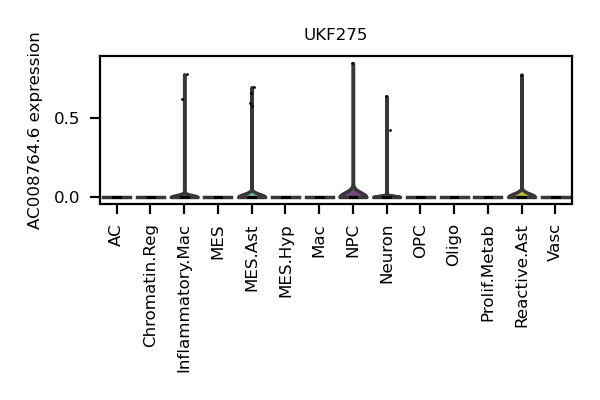 UKF275
AC008764.6 expression
0.5
0.0
AC
Chromatin.Reg
Inflammatory.Mac
MES
MES.Ast
MES.Hyp
Mac
NPC
Neuron
OPC
Oligo
Prolif.Metab
Reactive.Ast
Vasc